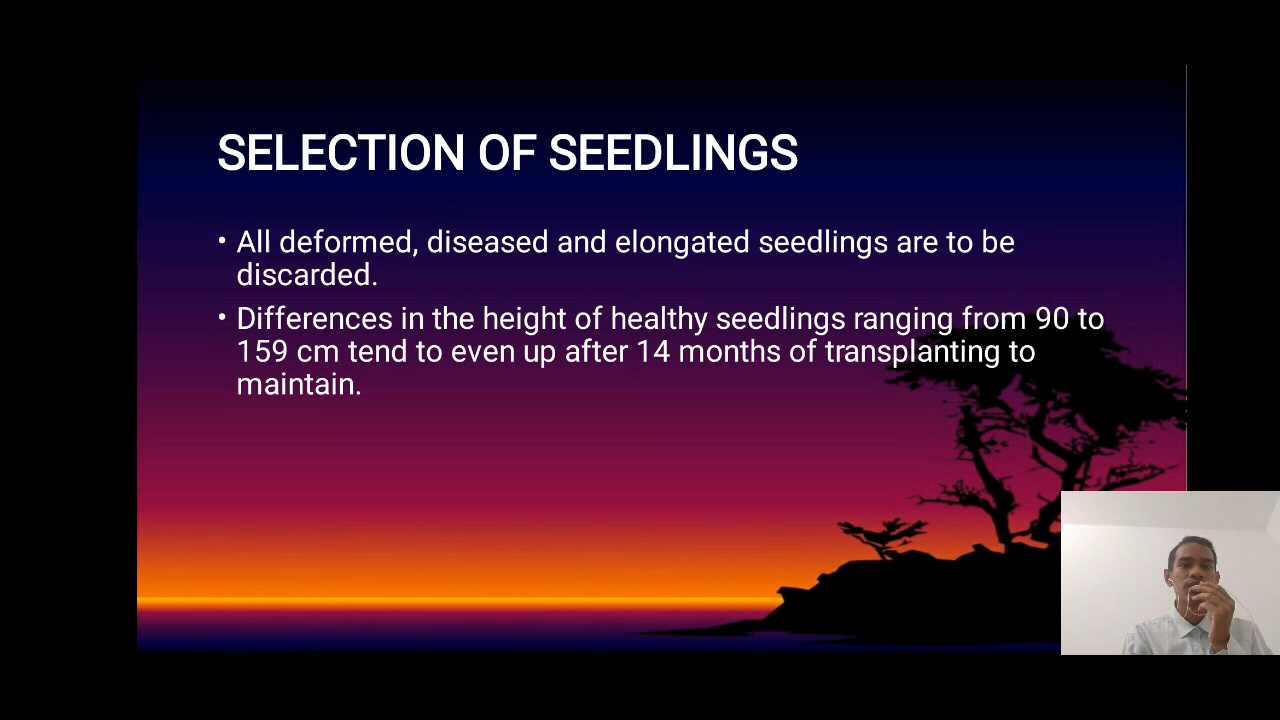 SELECTION OF SEEDLINGS
• All deformed, diseased and elongated seedlings are to be
discarded.
• Differences in the height of healthy seedlings ranging from 90 to
159 cm tend to even up after 14 months of transplanting to
maintain.